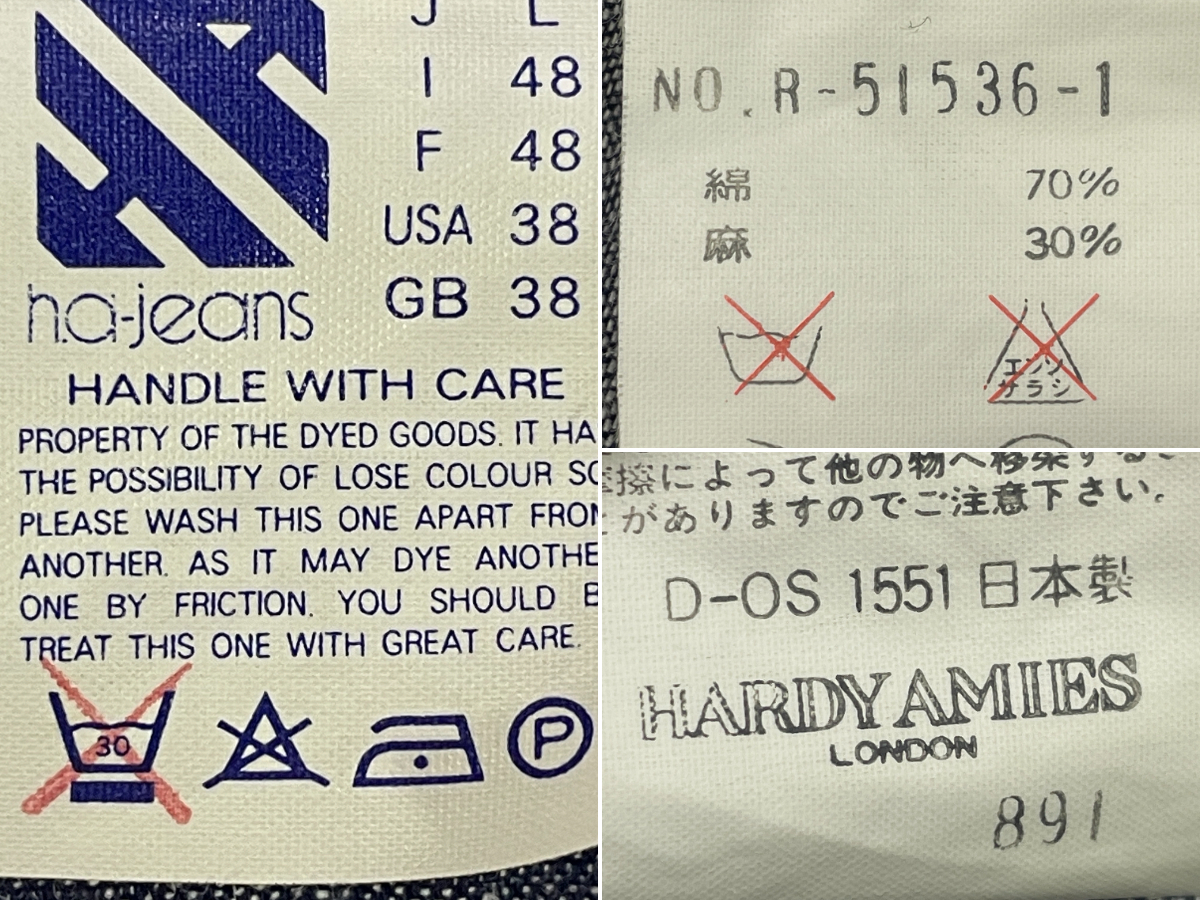 J L
I 48
F 48
USA 38
GB 38
h.a-jeans
HANDLE WITH CARE
PROPERTY OF THE DYED GOODS. IT HA
THE POSSIBILITY OF LOSE COLOUR SO
PLEASE WASH THIS ONE APART FROM
ANOTHER. AS IT MAY DYE ANOTHE
ONE BY FRICTION. YOU SHOULD B
TREAT THIS ONE WITH GREAT CARE.
30
P
NO. R-51536-1
綿 70%
麻 30%
エンソ
サラシ
摩擦によって他の物へ移染する
がありますのでご注意下さい。
D-OS 1551 日本製
HARDY AMIES
LONDON
891